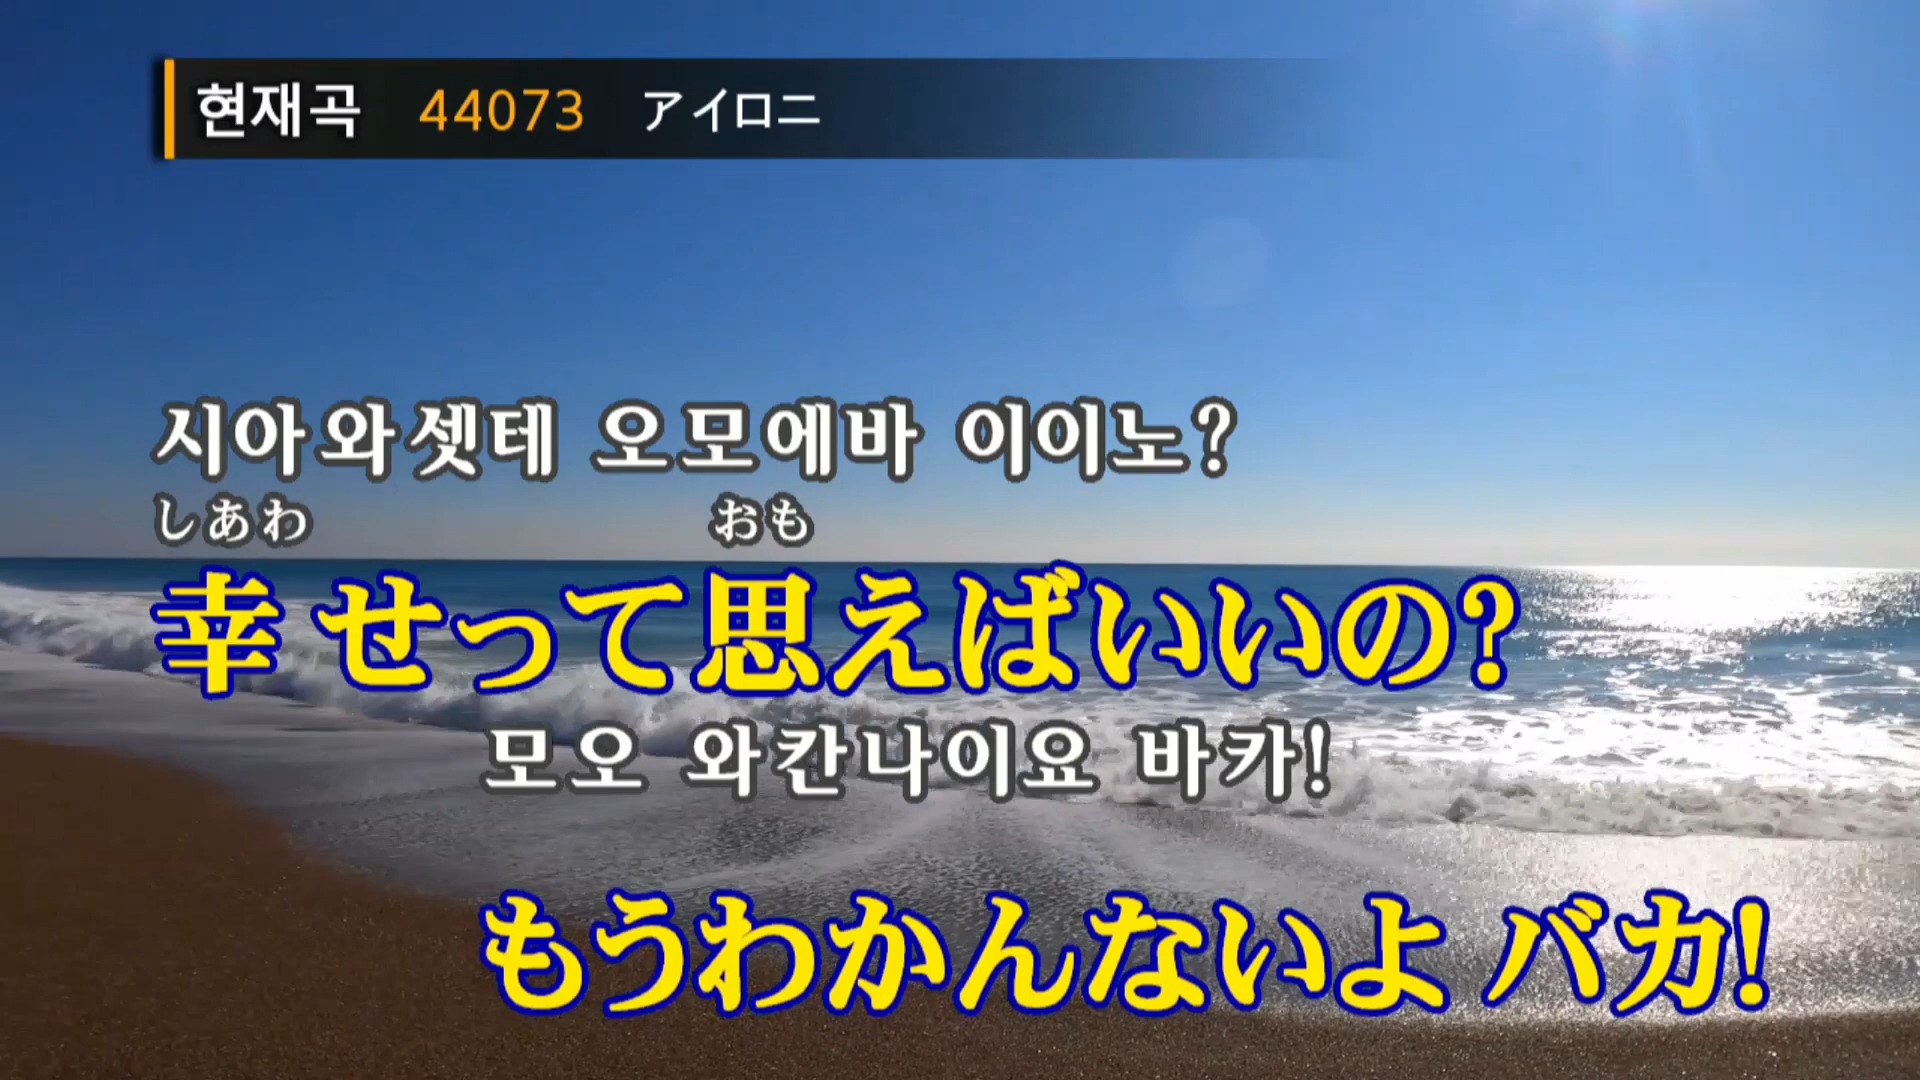 현재곡 44073 アイロニ
시아와셋테 오모에바 이이노?
しあわ おも
幸せって思えばいいの?
모오 와칸나이요 바카!
もうわかんないよ バカ!